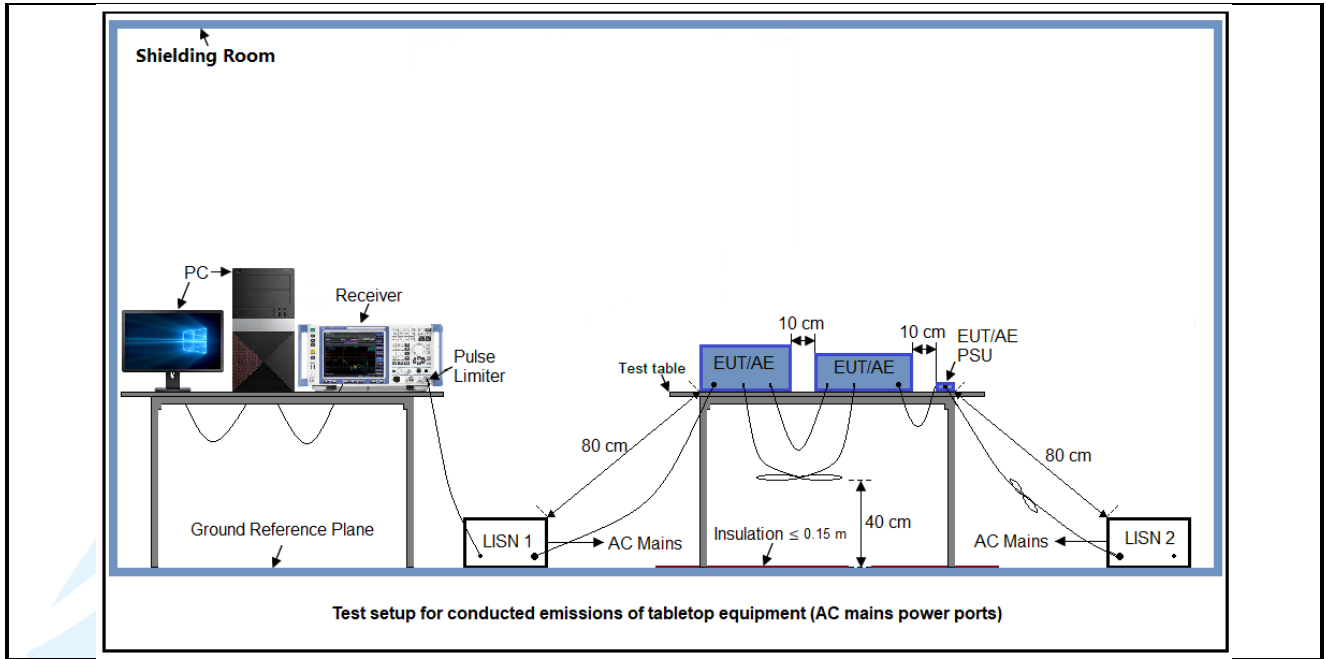 Shielding Room
PC
Receiver
Pulse
Limiter
Test table
EUT/AE
10 cm
EUT/AE
10 cm
EUT/AE
PSU
80 cm
80 cm
40 cm
Ground Reference Plane
LISN 1
AC Mains
Insulation ≤ 0.15 m
AC Mains
LISN 2
Test setup for conducted emissions of tabletop equipment (AC mains power ports)